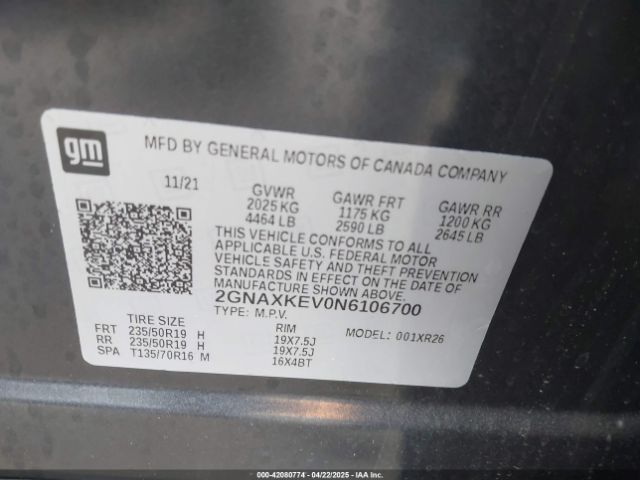 gm
MFD BY GENERAL MOTORS OF CANADA COMPANY
11/21 GVWR GAWR FRT GAWR RR
2025 KG 1175 KG 1200 KG
4464 LB 2590 LB 2645 LB
THIS VEHICLE CONFORMS TO ALL
APPLICABLE U.S. FEDERAL MOTOR
VEHICLE SAFETY AND THEFT PREVENTION
STANDARDS IN EFFECT ON THE DATE OF
MANUFACTURE SHOWN ABOVE.
2GNAXKEV0N6106700
TYPE: M.P.V.
TIRE SIZE RIM MODEL: 001XR26
FRT 235/50R19 H 19X7.5J
RR 235/50R19 H 19X7.5J
SPA T135/70R16 M 16X4BT
000-42080774 - 04/22/2025 - IAA Inc.